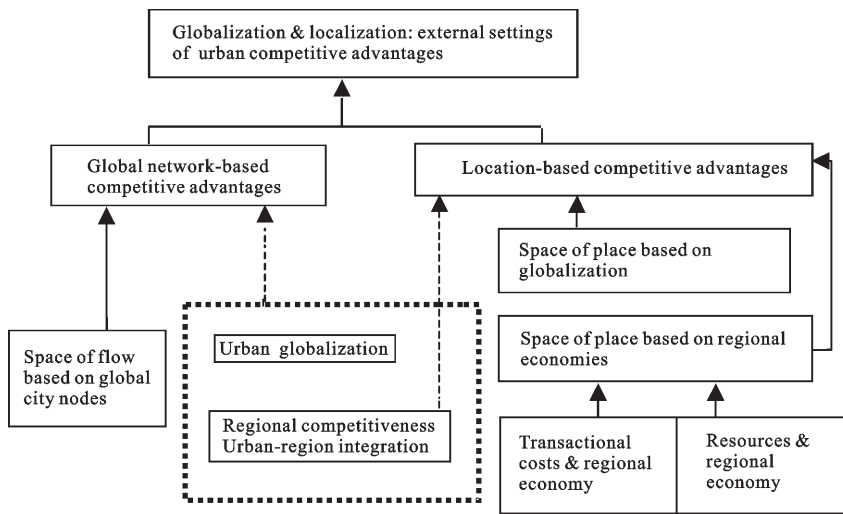 Globalization & localization: external settings
of urban competitive advantages
Global network-based
competitive advantages
Location-based competitive advantages
Space of place based on
globalization
Space of flow
based on global
city nodes
Urban globalization
Space of place based on regional
economies
Regional competitiveness
Urban-region integration
Transactional
costs & regional
economy
Resources &
regional
economy